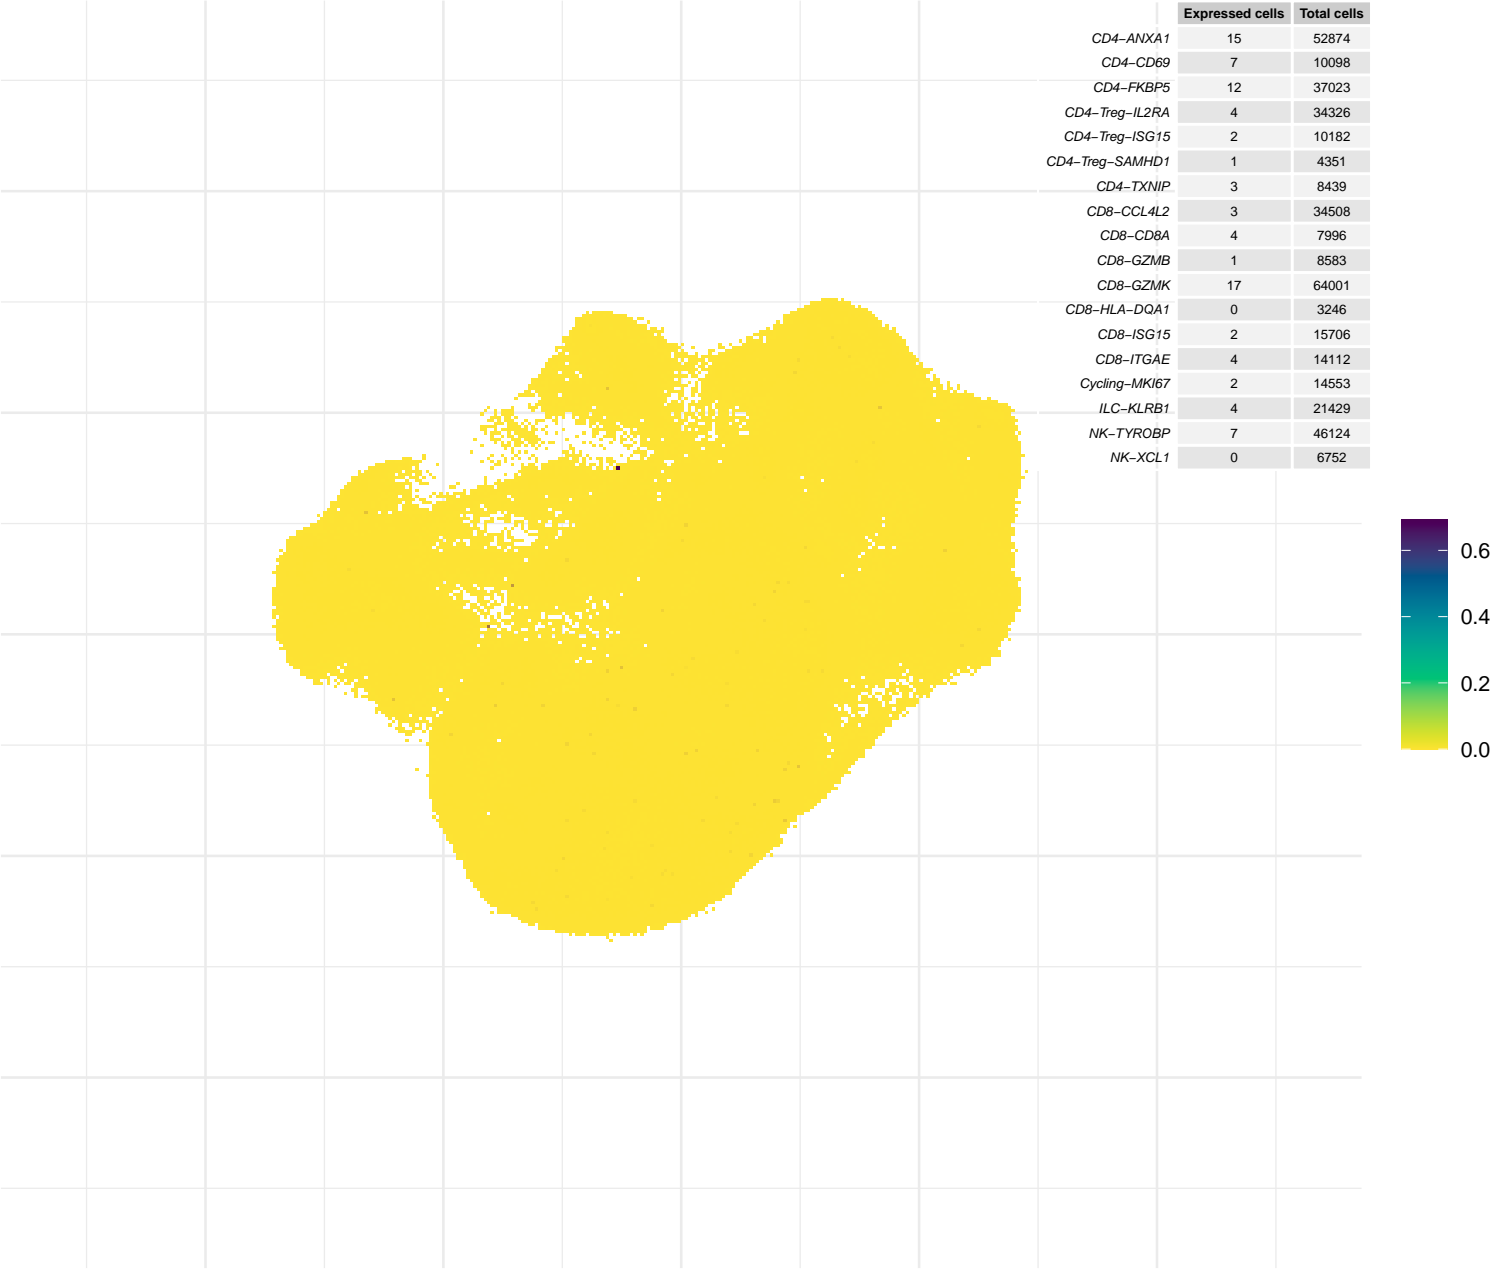 Expressed cells Total cells
CD4−ANXA1 15 52874
CD4−CD69 7 10098
CD4−FKBP5 12 37023
CD4−Treg−IL2RA 4 34326
CD4−Treg−ISG15 2 10182
CD4−Treg−SAMHD1 1 4351
CD4−TXNIP 3 8439
CD8−CCL4L2 3 34508
CD8−CD8A 4 7996
CD8−GZMB 1 8583
CD8−GZMK 17 64001
CD8−HLA−DQA1 0 3246
CD8−ISG15 2 15706
CD8−ITGAE 4 14112
Cycling−MKI67 2 14553
ILC−KLRB1 4 21429
NK−TYROBP 7 46124
NK−XCL1 0 6752
0.6
0.4
0.2
0.0